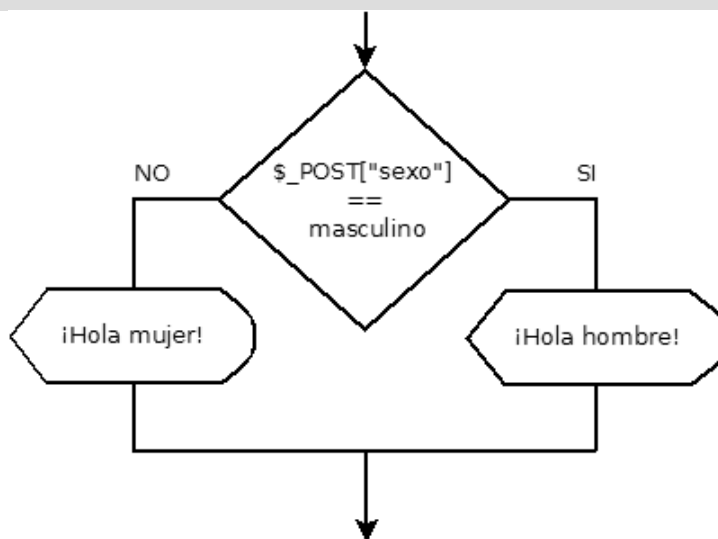 NO
$_POST["sexo"]
==
masculino
SI
¡Hola mujer!
¡Hola hombre!